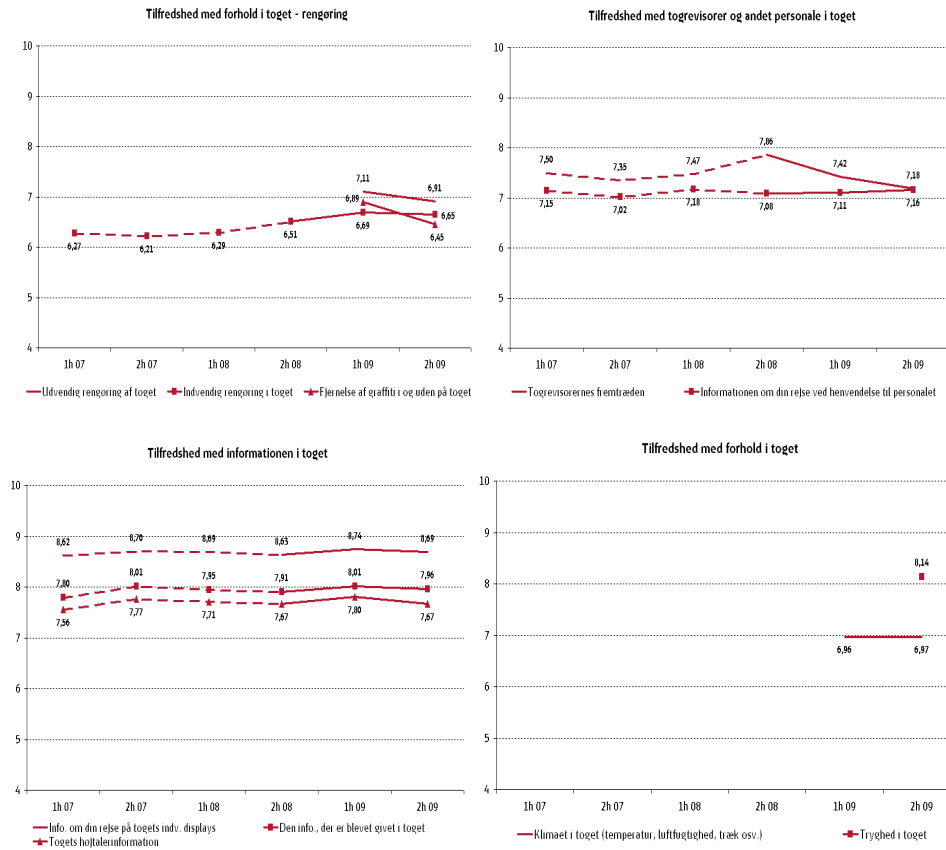 Tilfredshed med forhold i toget - rengøring
10
9
8
7
6
5
4
7,11
6,91
6,89
6,69
6,65
6,45
6,51
6,27
6,21
6,29
1h 07
2h 07
1h 08
2h 08
1h 09
2h 09
Udvendig rengøring af toget
Indvendig rengøring i toget
Fjernelse af graffiti i og uden på toget
Tilfredshed med togrevisorer og andet personale i toget
10
9
8
7
6
5
4
7,50
7,35
7,47
7,86
7,42
7,18
7,15
7,02
7,18
7,08
7,11
7,16
1h 07
2h 07
1h 08
2h 08
1h 09
2h 09
Togrevisorernes fremtræden
Informationen om din rejse ved henvendelse til personalet
Tilfredshed med informationen i toget
10
9
8
7
6
5
4
8,62
8,70
8,69
8,63
8,74
8,69
7,80
8,01
7,95
7,91
8,01
7,96
7,56
7,77
7,71
7,67
7,80
7,67
1h 07
2h 07
1h 08
2h 08
1h 09
2h 09
Info. om din rejse på togets indv. displays
Den info., der er blevet givet i toget
Togets højtalerinformation
Tilfredshed med forhold i toget
10
9
8
7
6
5
4
8,14
6,96
6,97
1h 07
2h 07
1h 08
2h 08
1h 09
2h 09
Klimaet i toget (temperatur, luftfugtighed, træk osv.)
Tryghed i toget